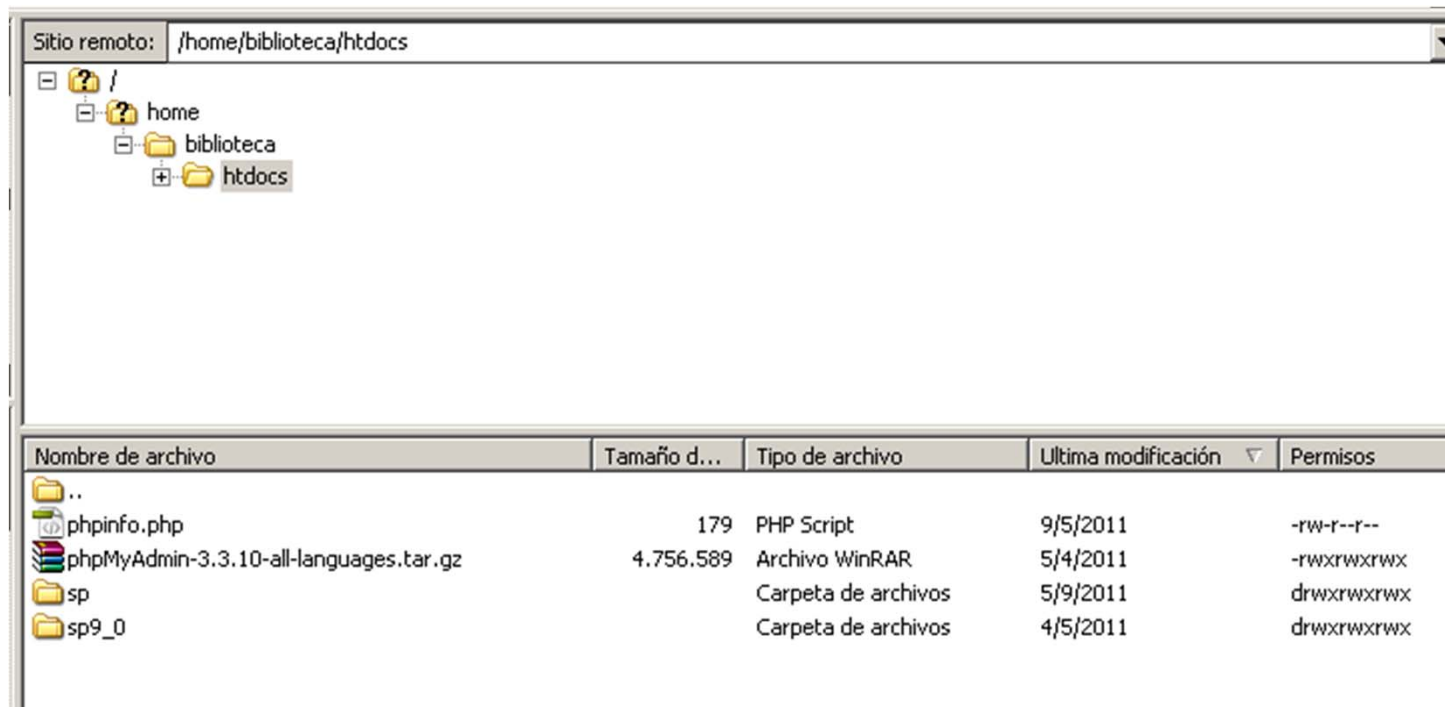 Sitio remoto: /home/biblioteca/htdocs
/
home
biblioteca
htdocs
Nombre de archivo Tamaño d... Tipo de archivo Ultima modificación Permisos
..
phpinfo.php 179 PHP Script 9/5/2011 -rw-r--r--
phpMyAdmin-3.3.10-all-languages.tar.gz 4.756.589 Archivo WinRAR 5/4/2011 -rwxrwxrwx
sp Carpeta de archivos 5/9/2011 drwxrwxrwx
sp9_0 Carpeta de archivos 4/5/2011 drwxrwxrwx